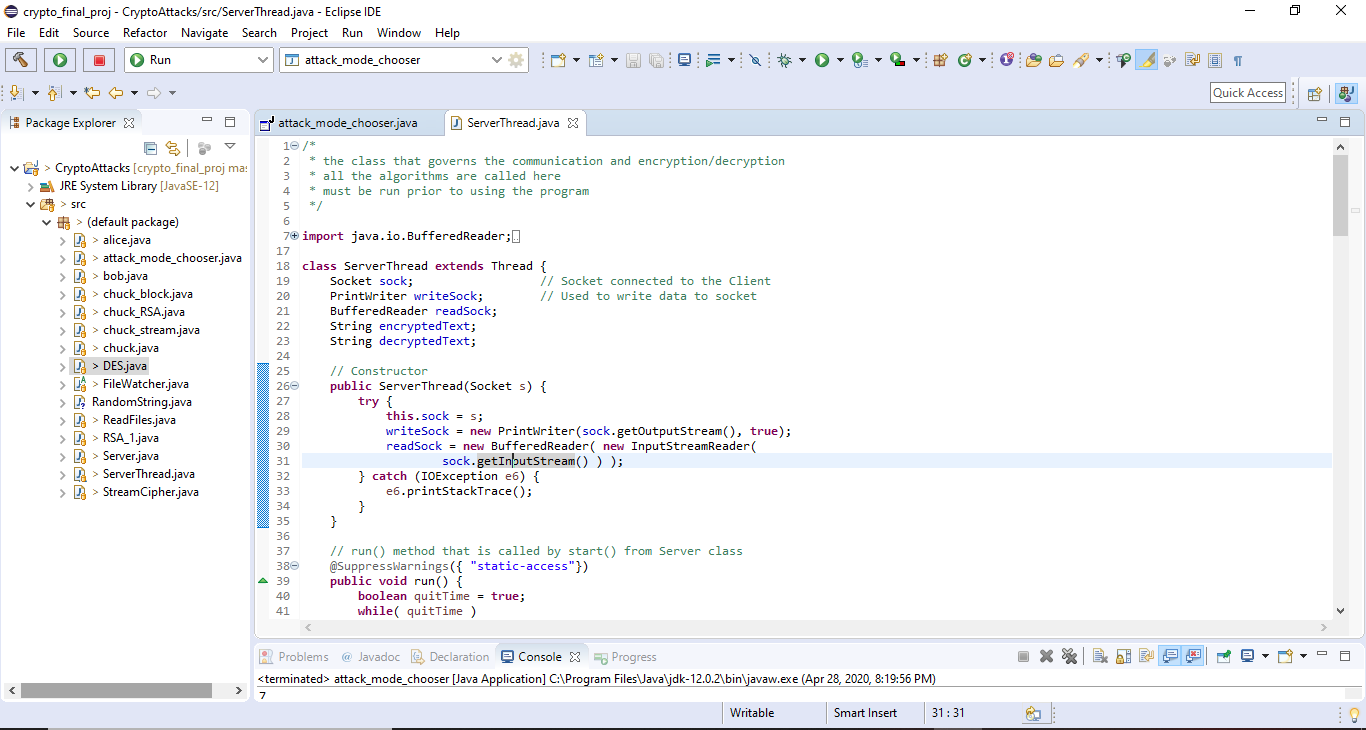 crypto_final_proj - CryptoAttacks/src/ServerThread.java - Eclipse IDE
File Edit Source Refactor Navigate Search Project Run Window Help
Run attack_mode_chooser
Quick Access
Package Explorer
> CryptoAttacks [crypto_final_proj mas
JRE System Library [JavaSE-12]
> src
> (default package)
> alice.java
> attack_mode_chooser.java
> bob.java
> chuck_block.java
> chuck_RSA.java
> chuck_stream.java
> chuck.java
> DES.java
> FileWatcher.java
RandomString.java
> ReadFiles.java
> RSA_1.java
> Server.java
> ServerThread.java
> StreamCipher.java
attack_mode_chooser.java ServerThread.java
1 /*
2 * the class that governs the communication and encryption/decryption
3 * all the algorithms are called here
4 * must be run prior to using the program
5 */
6
7 import java.io.BufferedReader;
17
18 class ServerThread extends Thread {
19 Socket sock; // Socket connected to the Client
20 PrintWriter writeSock; // Used to write data to socket
21 BufferedReader readSock;
22 String encryptedText;
23 String decryptedText;
24
25 // Constructor
26 public ServerThread(Socket s) {
27 try {
28 this.sock = s;
29 writeSock = new PrintWriter(sock.getOutputStream(), true);
30 readSock = new BufferedReader( new InputStreamReader(
31 sock.getInputStream() ) );
32 } catch (IOException e6) {
33 e6.printStackTrace();
34 }
35 }
36
37 // run() method that is called by start() from Server class
38 @SuppressWarnings({ "static-access"})
39 public void run() {
40 boolean quitTime = true;
41 while( quitTime )
Problems @ Javadoc Declaration Console Progress
<terminated> attack_mode_chooser [Java Application] C:\Program Files\Java\jdk-12.0.2\bin\javaw.exe (Apr 28, 2020, 8:19:56 PM)
7
Writable Smart Insert 31 : 31